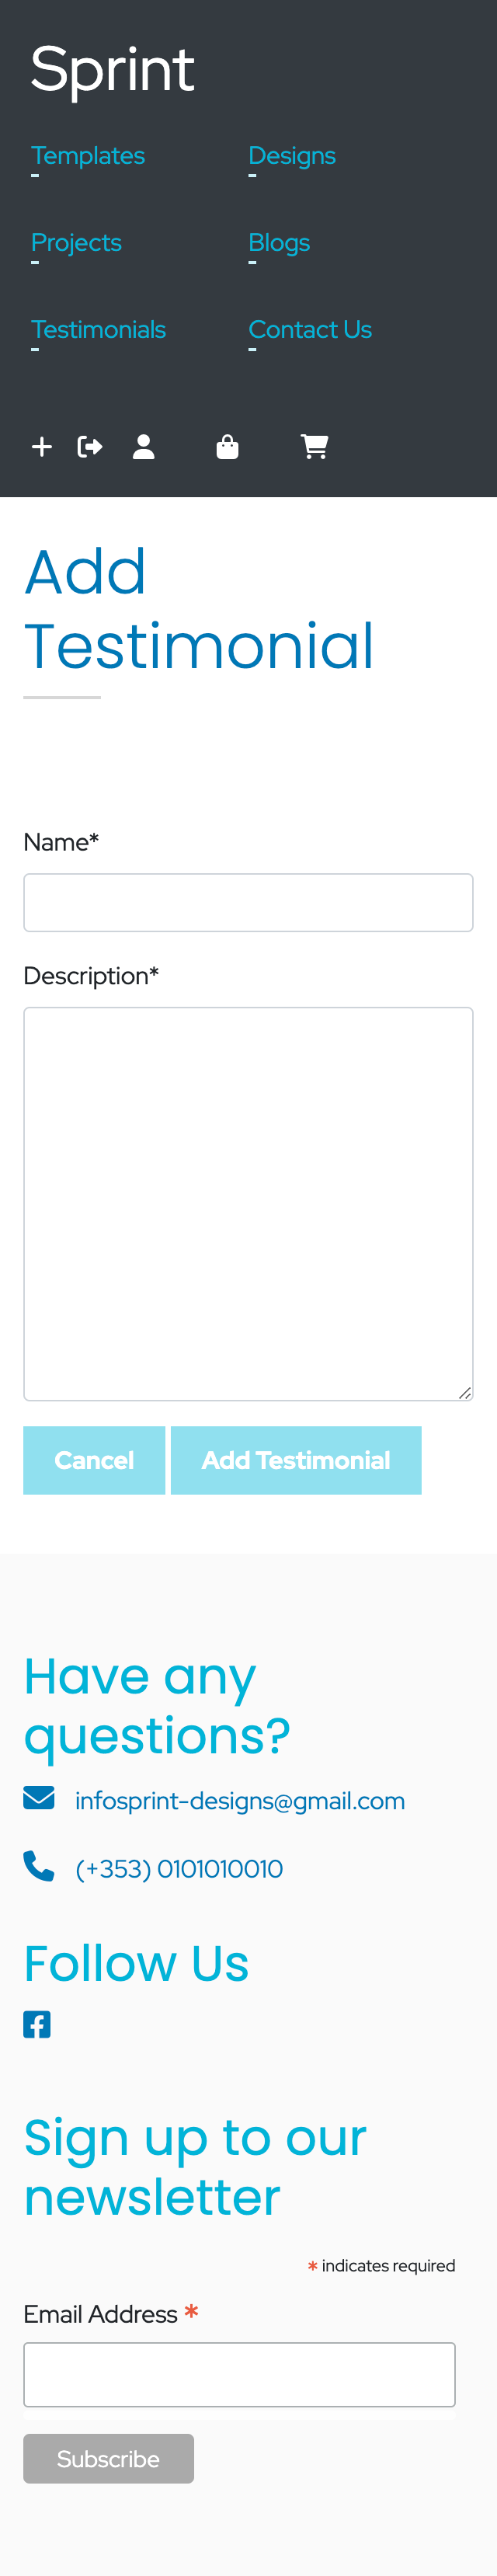 Sprint
Templates Designs
Projects Blogs
Testimonials Contact Us
Add
Testimonial
Name*
Description*
Cancel Add Testimonial
Have any
questions?
infosprint-designs@gmail.com
(+353) 0101010010
Follow Us
Sign up to our
newsletter
* indicates required
Email Address *
Subscribe